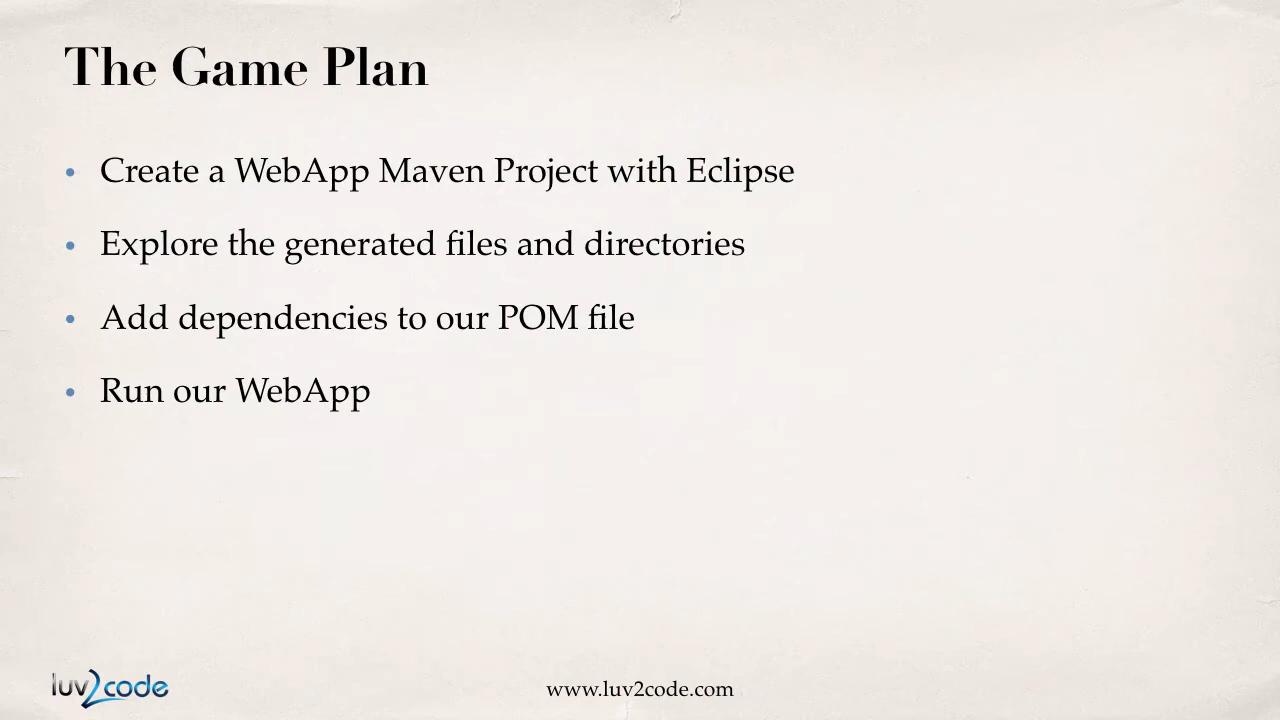 The Game Plan
• Create a WebApp Maven Project with Eclipse
• Explore the generated files and directories
• Add dependencies to our POM file
• Run our WebApp
luv2code
www.luv2code.com